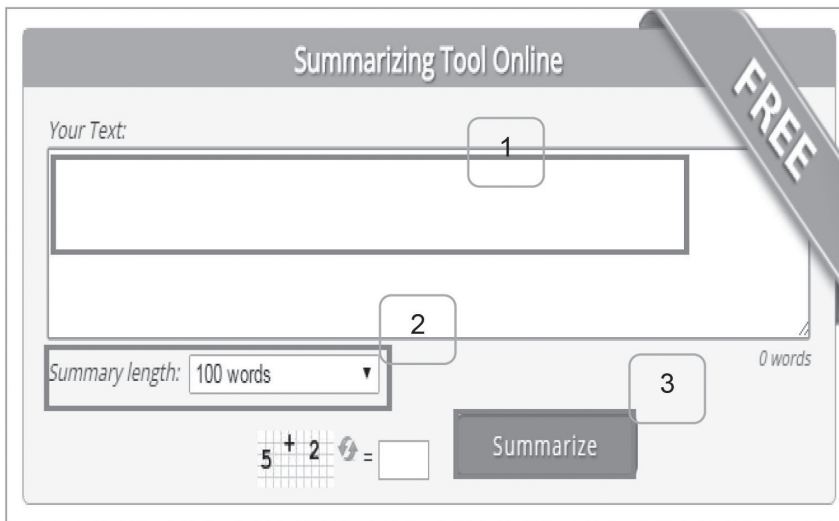 Summarizing Tool Online
FREE
Your Text:
1
2
Summary length: 100 words
0 words
3
5 + 2 =
Summarize